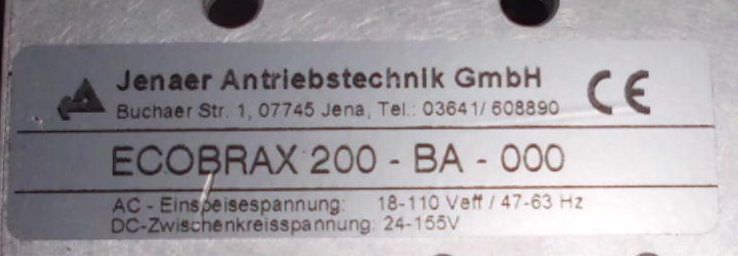 Jenaer Antriebstechnik GmbH
CE
Buchaer Str. 1, 07745 Jena, Tel.: 03641/ 608890
ECOBRAX 200 - BA - 000
AC - Einspeisespannung: 18-110 Veff / 47-63 Hz
DC-Zwischenkreisspannung: 24-155V